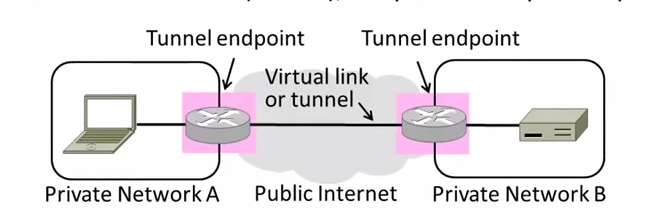 Tunnel endpoint
Tunnel endpoint
Virtual link
or tunnel
Private Network A
Public Internet
Private Network B